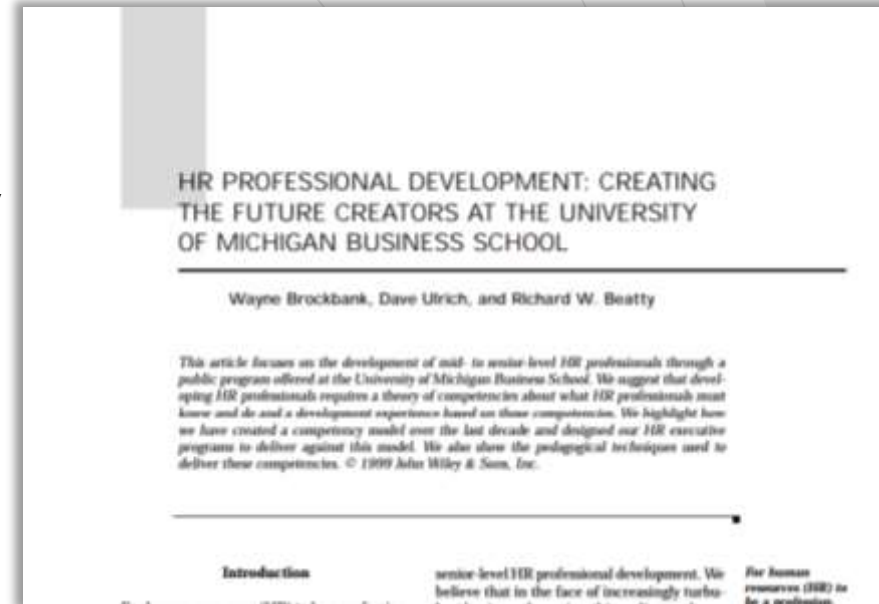 HR PROFESSIONAL DEVELOPMENT: CREATING
THE FUTURE CREATORS AT THE UNIVERSITY
OF MICHIGAN BUSINESS SCHOOL
Wayne Brockbank, Dave Ulrich, and Richard W. Beatty
This article focuses on the development of mid- to senior-level HR professionals through a
public program offered at the University of Michigan Business School. We suggest that devel-
oping HR professionals requires a theory of competencies about what HR professionals must
know and do and a development experience based on those competencies. We highlight how
we have created a competency model over the last decade and designed our HR executive
programs to deliver against this model. We also show the pedagogical techniques used to
deliver these competencies. © 1999 John Wiley & Sons, Inc.
Introduction
senior-level HR professional development. We
believe that in the face of increasingly turbu-
For human
resources (HR) to
be a profession,